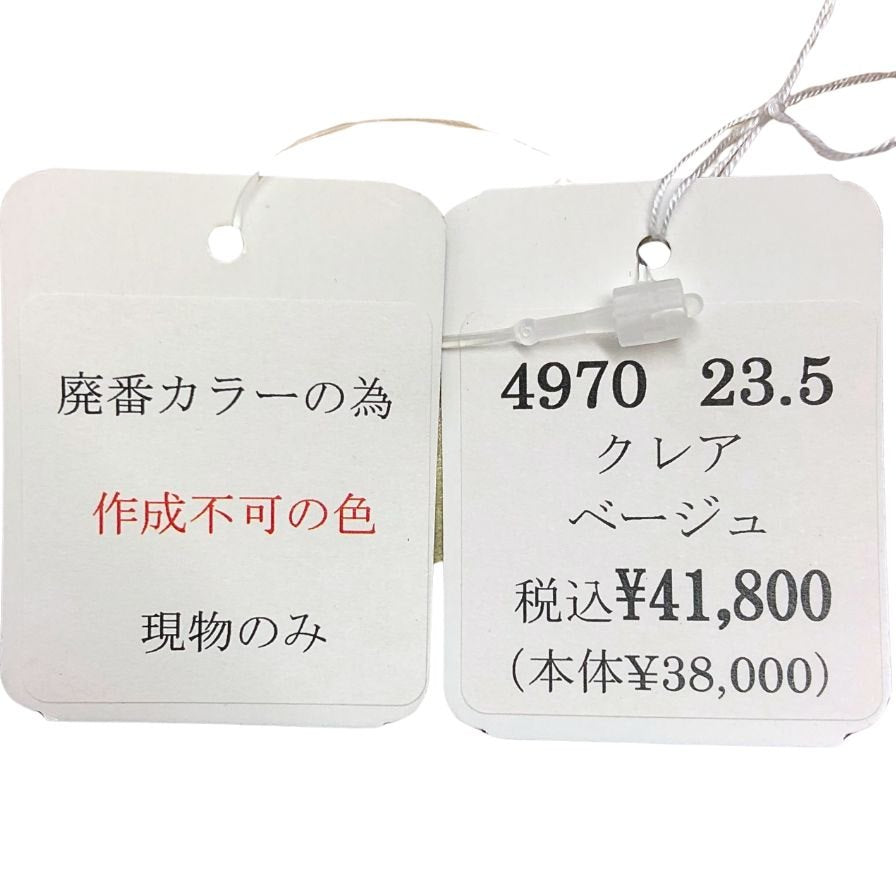 廃番カラーの為
作成不可の色
現物のみ
4970 23.5
クレア
ベージュ
税込¥41,800
(本体¥38,000)